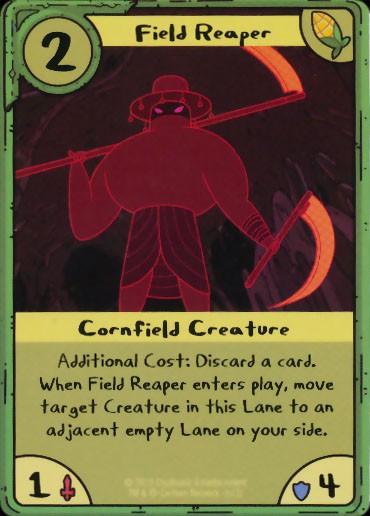 2
Field Reaper
Cornfield Creature
Additional Cost: Discard a card.
When Field Reaper enters play, move
target Creature in this Lane to an
adjacent empty Lane on your side.
1
4